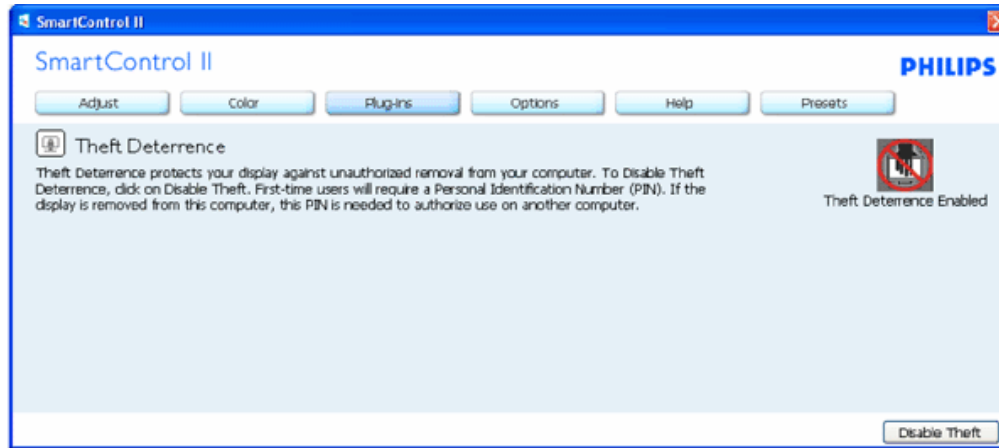 SmartControl II
SmartControl II
PHILIPS
Adjust Color Plug-Ins Options Help Presets
Theft Deterrence
Theft Deterrence protects your display against unauthorized removal from your computer. To Disable Theft
Deterrence, click on Disable Theft. First-time users will require a Personal Identification Number (PIN). If the
display is removed from this computer, this PIN is needed to authorize use on another computer.
Theft Deterrence Enabled
Disable Theft